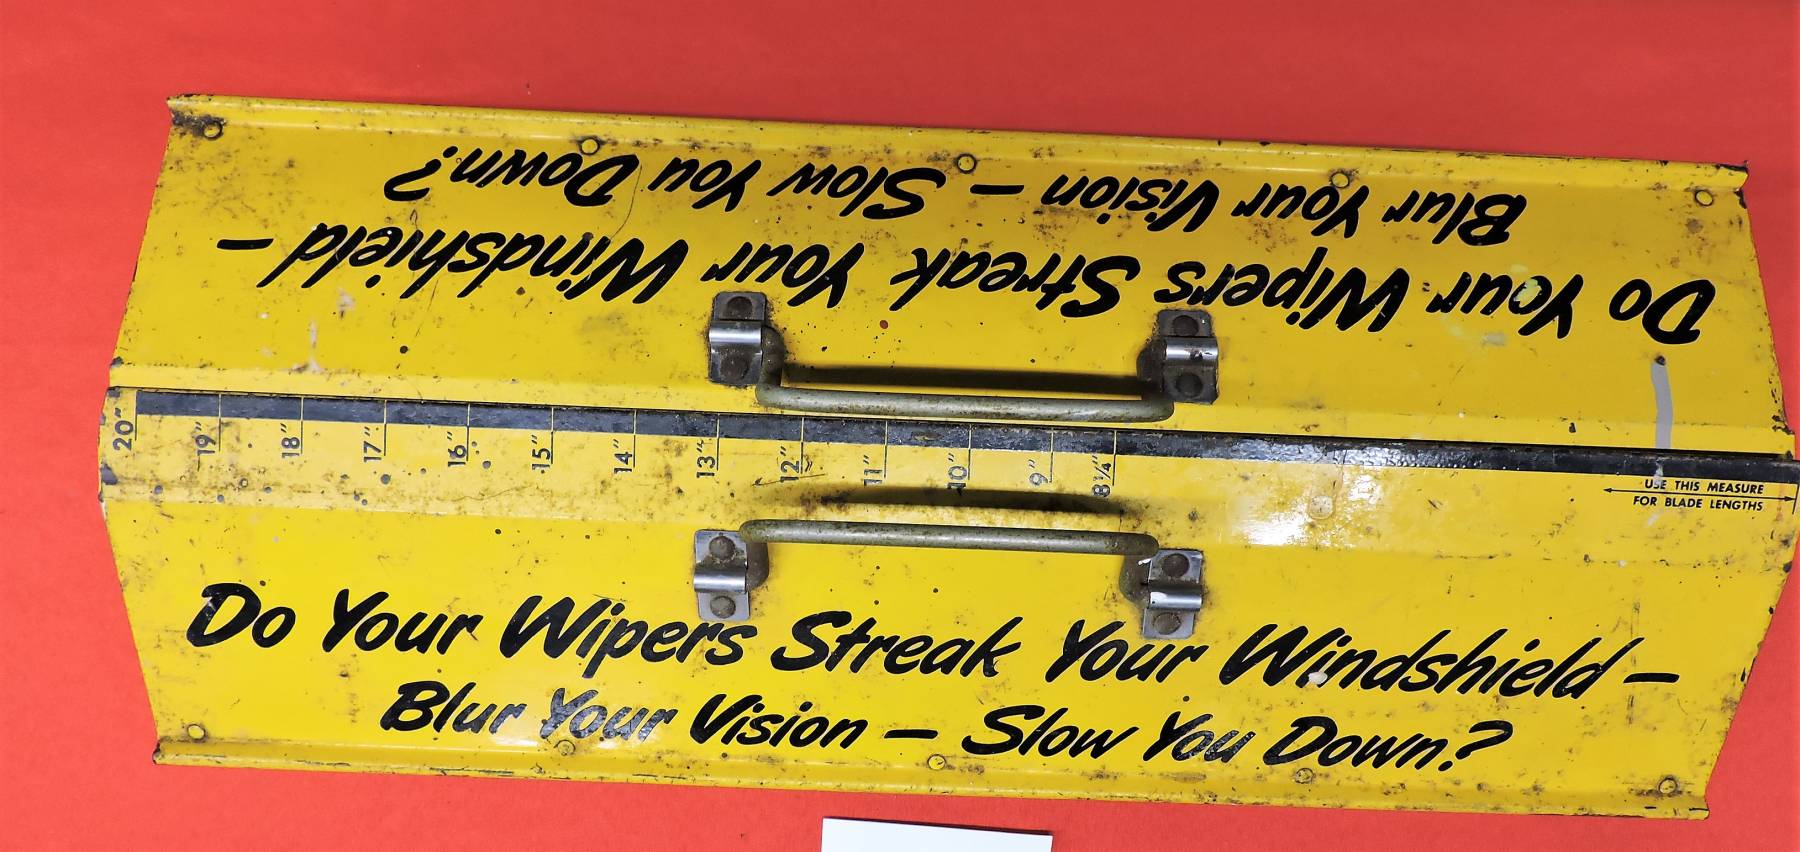 Do Your Wipers Streak Your Windshield –
Blur Your Vision – Slow You Down?
20" 19" 18" 17" 16" 15" 14" 13" 12" 11" 10" 9" 8¼"
USE THIS MEASURE
FOR BLADE LENGTHS
Do Your Wipers Streak Your Windshield –
Blur Your Vision – Slow You Down?